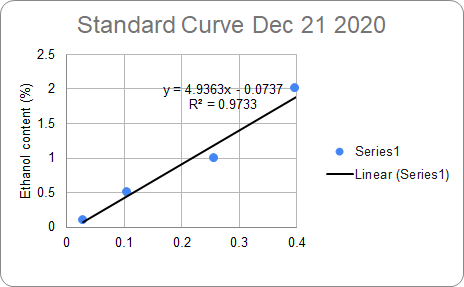 Standard Curve Dec 21 2020
2.5
2
1.5
1
0.5
0
Ethanol content (%)
y = 4.9363x - 0.0737
R² = 0.9733
0 0.1 0.2 0.3 0.4
Series1
Linear (Series1)